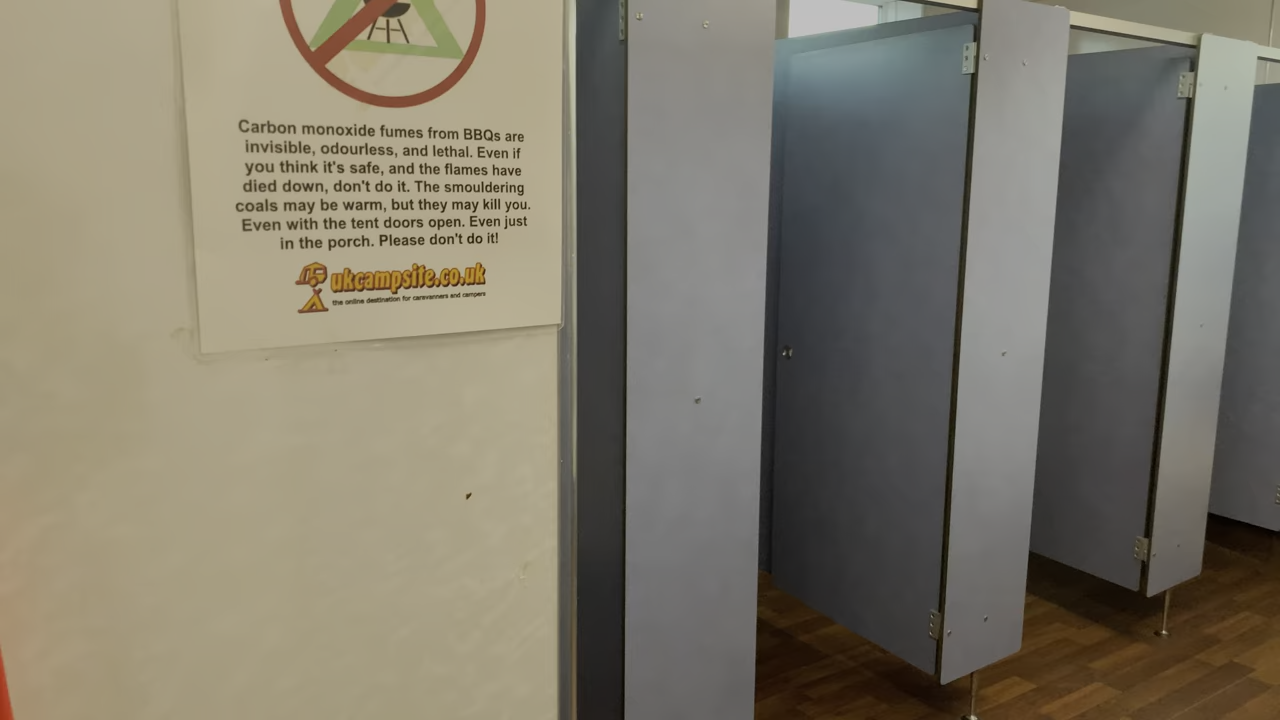 Carbon monoxide fumes from BBQs are
invisible, odourless, and lethal. Even if
you think it's safe, and the flames have
died down, don't do it. The smouldering
coals may be warm, but they may kill you.
Even with the tent doors open. Even just
in the porch. Please don't do it!
ukcampsite.co.uk
the online destination for caravanners and campers